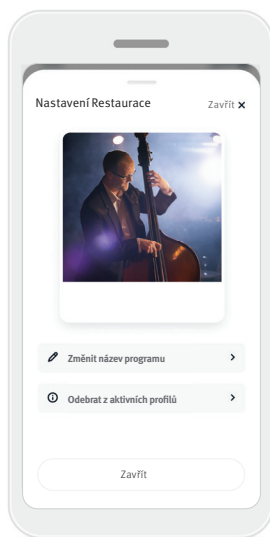 Nastavení Restaurace
Zavřít ×
Změnit název programu
Odebrat z aktivních profilů
Zavřít